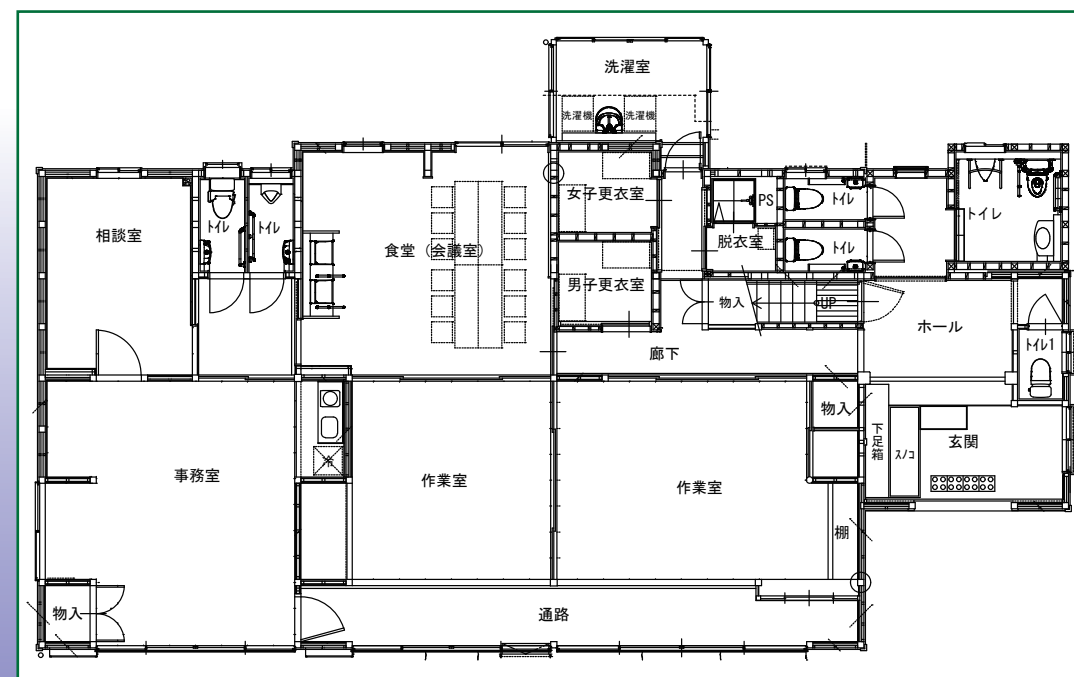 洗濯室
洗濯機
洗濯機
女子更衣室
PS
トイレ
トイレ
相談室
トイレ
トイレ
食堂（会議室）
脱衣室
トイレ
男子更衣室
物入
UP
ホール
廊下
トイレ1
物入
下足箱
スノコ
玄関
冷
事務室
作業室
作業室
棚
物入
通路